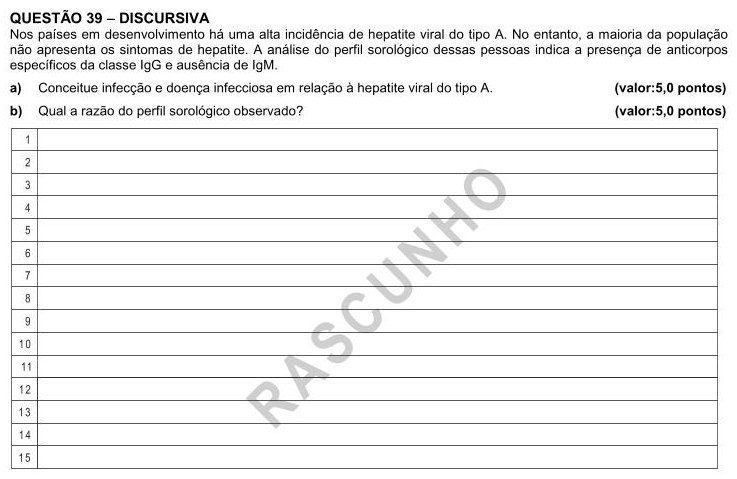 QUESTÃO 39 – DISCURSIVA
Nos países em desenvolvimento há uma alta incidência de hepatite viral do tipo A. No entanto, a maioria da população
não apresenta os sintomas de hepatite. A análise do perfil sorológico dessas pessoas indica a presença de anticorpos
específicos da classe IgG e ausência de IgM.
a) Conceitue infecção e doença infecciosa em relação à hepatite viral do tipo A. (valor:5,0 pontos)
b) Qual a razão do perfil sorológico observado? (valor:5,0 pontos)
1
2
3
4
5
6
7
8
9
10
11
12
13
14
15
RASCUNHO